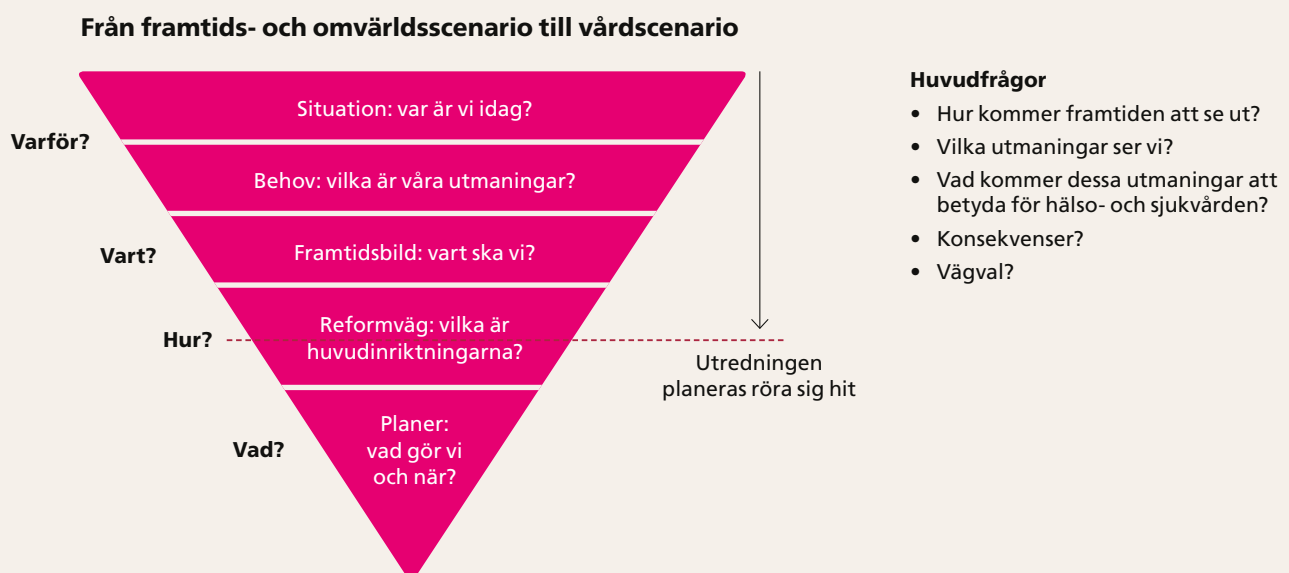 Från framtids- och omvärldsscenario till vårdscenario
Varför?
Situation: var är vi idag?
Behov: vilka är våra utmaningar?
Vart?
Framtidsbild: vart ska vi?
Hur?
Reformväg: vilka är
huvudinriktningarna?
Vad?
Planer:
vad gör vi
och när?
Utredningen
planeras röra sig hit
Huvudfrågor
• Hur kommer framtiden att se ut?
• Vilka utmaningar ser vi?
• Vad kommer dessa utmaningar att
betyda för hälso- och sjukvården?
• Konsekvenser?
• Vägval?